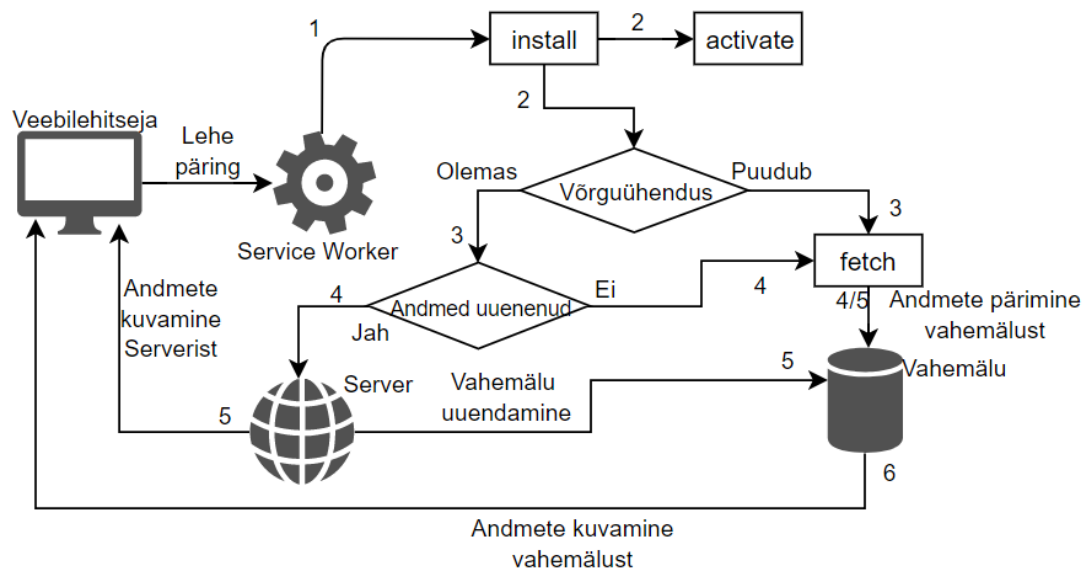 1
install
2
activate
2
Veebilehitseja
Lehe
päring
Service Worker
Olemas
Võrguühendus
Puudub
3
3
fetch
Andmed uuenenud
Ei
4
4
Jah
4/5
Andmete pärimine
vahemälust
Andmete
kuvamine
Serverist
Server
Vahemälu
uuendamine
5
Vahemälu
5
6
Andmete kuvamine
vahemälust